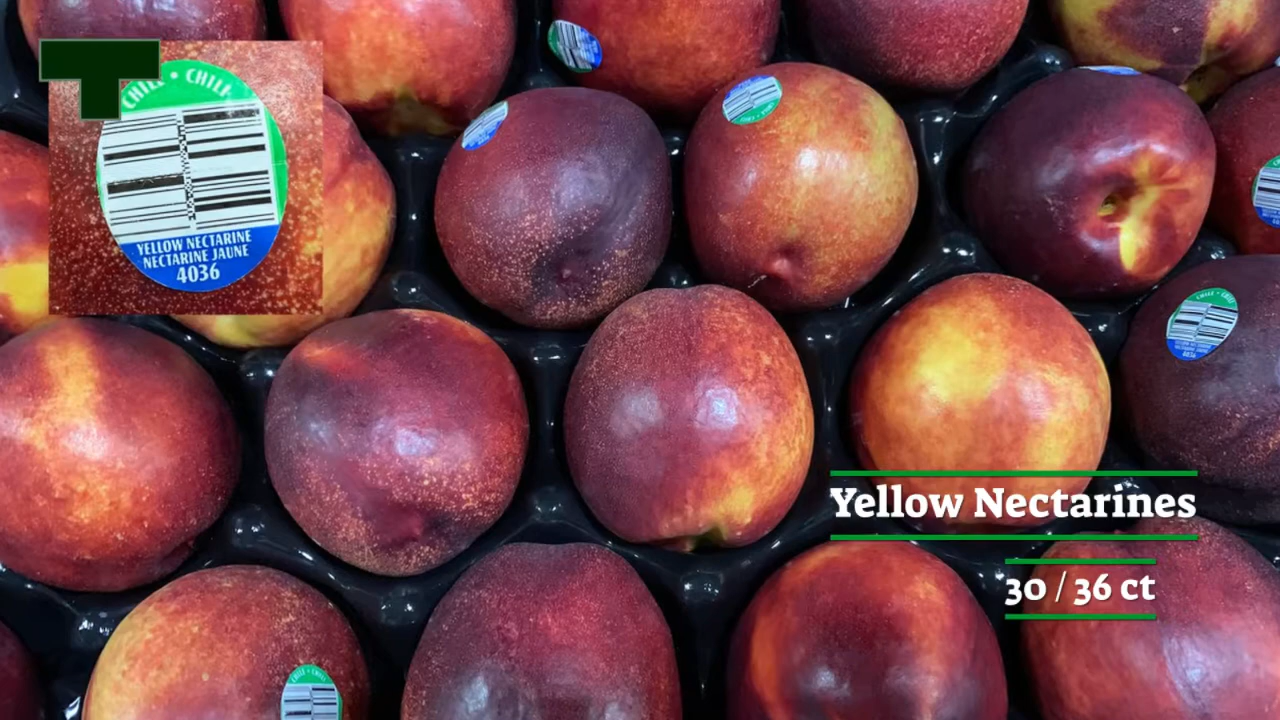 CHILE • CHILE
YELLOW NECTARINE
NECTARINE JAUNE
4036
Yellow Nectarines
30 / 36 ct